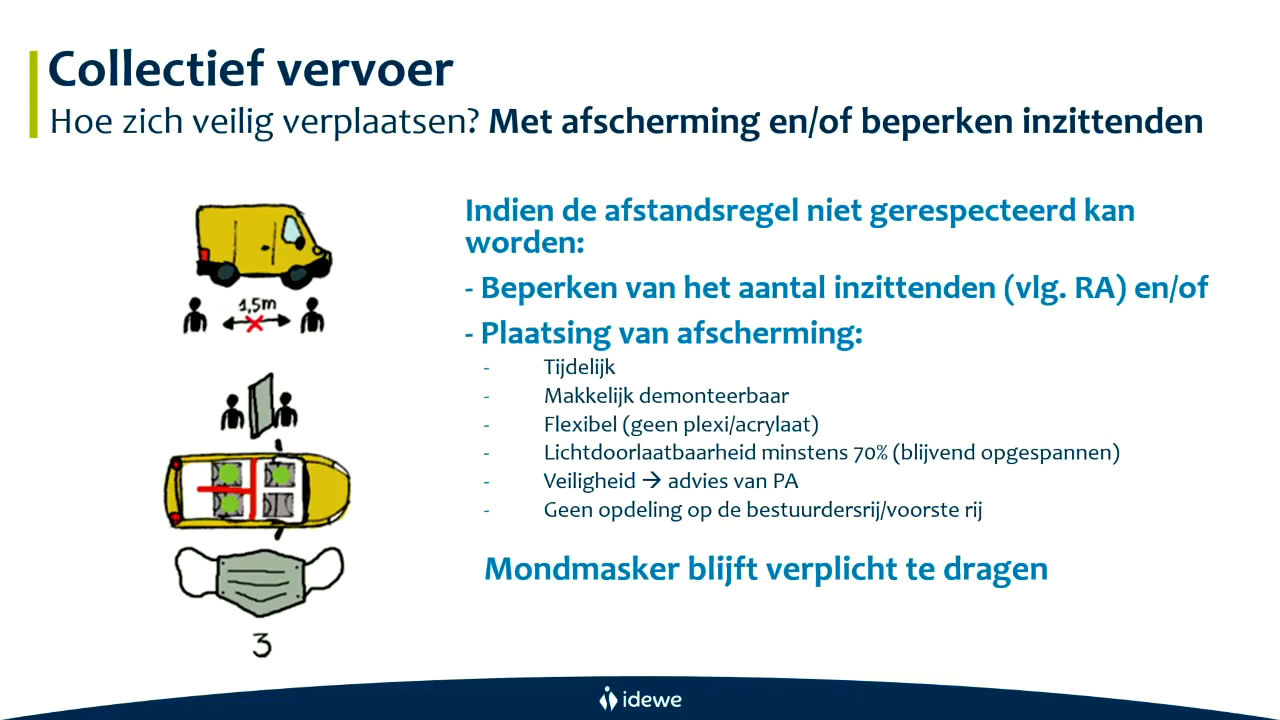 Collectief vervoer
Hoe zich veilig verplaatsen? Met afscherming en/of beperken inzittenden
Indien de afstandsregel niet gerespecteerd kan
worden:
- Beperken van het aantal inzittenden (vlg. RA) en/of
- Plaatsing van afscherming:
- Tijdelijk
- Makkelijk demonteerbaar
- Flexibel (geen plexi/acrylaat)
- Lichtdoorlaatbaarheid minstens 70% (blijvend opgespannen)
- Veiligheid → advies van PA
- Geen opdeling op de bestuurdersrij/voorste rij
Mondmasker blijft verplicht te dragen
1,5m
3
idewe